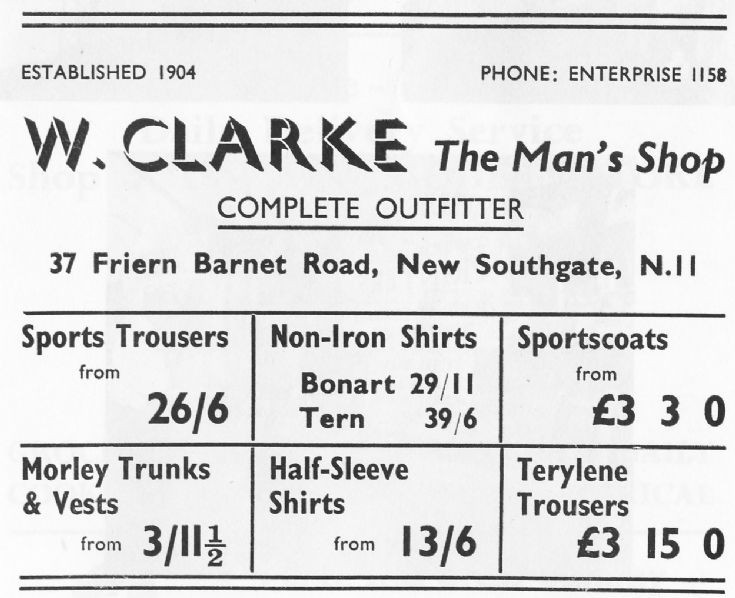 ESTABLISHED 1904
PHONE: ENTERPRISE 1158
W. CLARKE The Man's Shop
COMPLETE OUTFITTER
37 Friern Barnet Road, New Southgate, N.11
Sports Trousers
from
26/6
Non-Iron Shirts
Bonart 29/11
Tern 39/6
Sportscoats
from
£3 3 0
Morley Trunks
& Vests
from 3/11½
Half-Sleeve
Shirts
from 13/6
Terylene
Trousers
£3 15 0